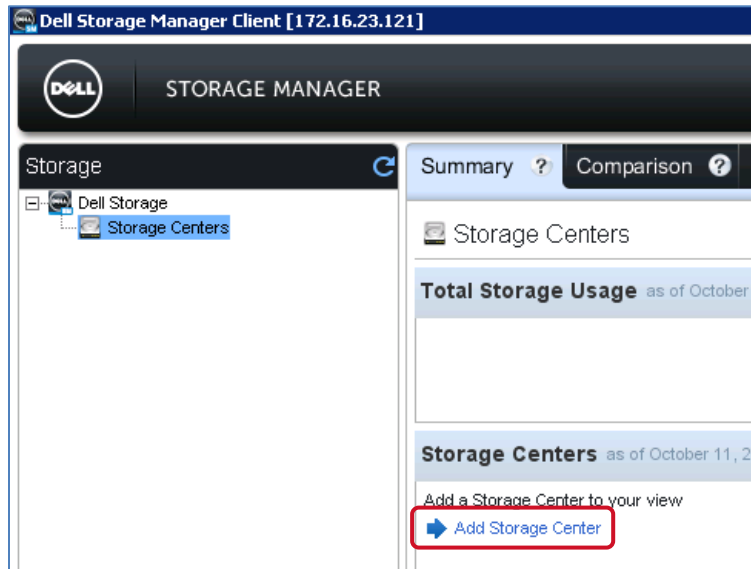 Dell Storage Manager Client [172.16.23.121]
DELL
STORAGE MANAGER
Storage
Summary ? Comparison ?
Dell Storage
Storage Centers
Storage Centers
Total Storage Usage as of October
Storage Centers as of October 11, 2
Add a Storage Center to your view
Add Storage Center